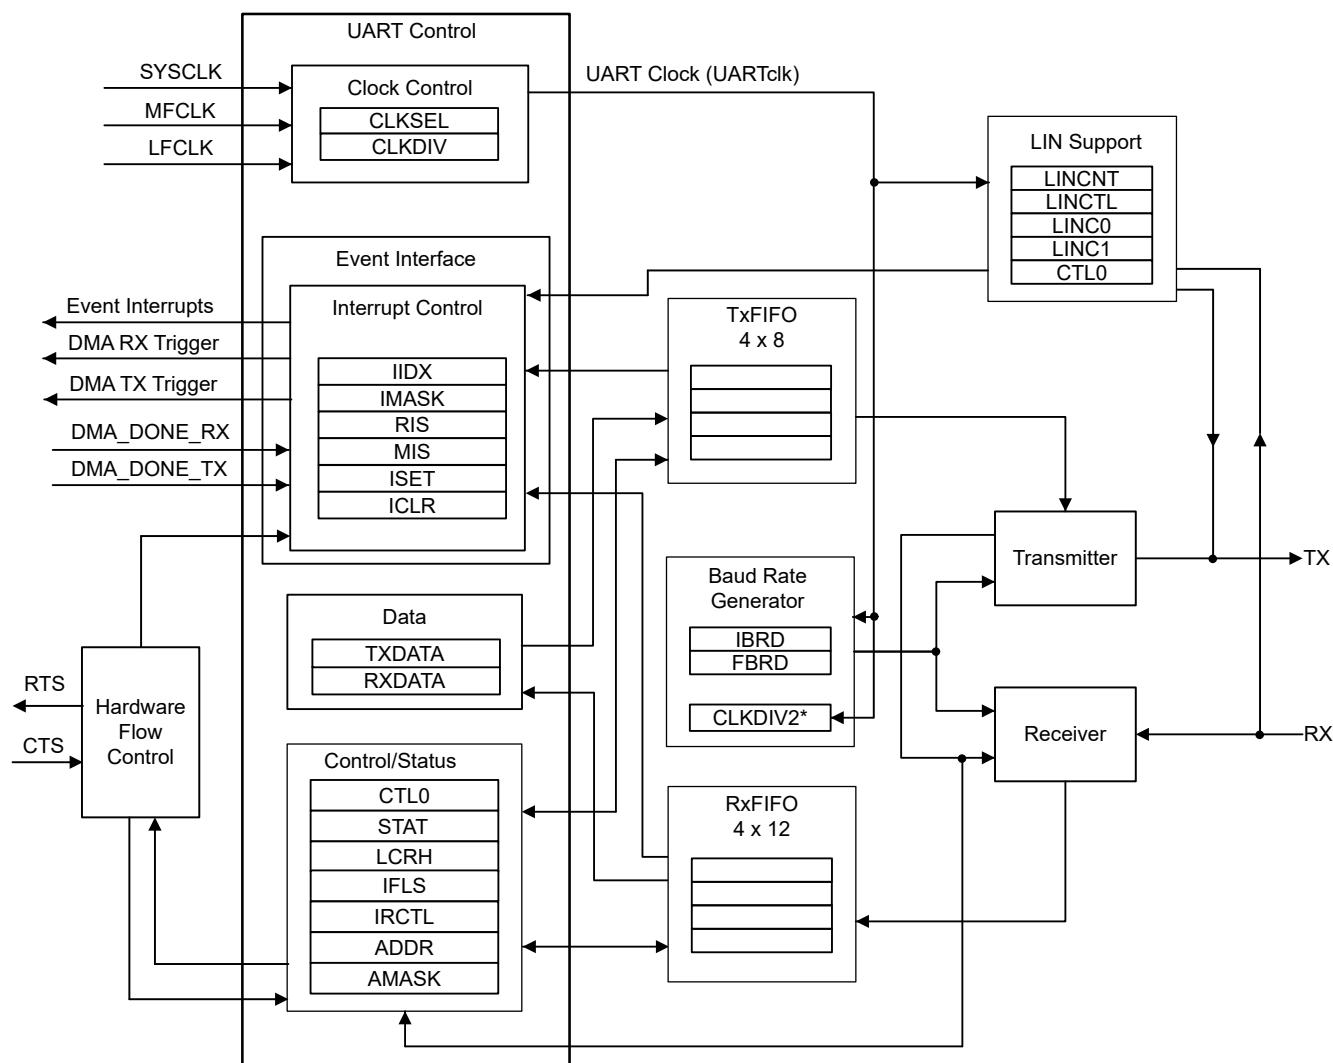 UART Control
SYSCLK
MFCLK
LFCLK
Clock Control
CLKSEL
CLKDIV
UART Clock (UARTclk)
LIN Support
LINCNT
LINCTL
LINC0
LINC1
CTL0
Event Interface
Interrupt Control
IIDX
IMASK
RIS
MIS
ISET
ICLR
Event Interrupts
DMA RX Trigger
DMA TX Trigger
DMA_DONE_RX
DMA_DONE_TX
TxFIFO
4 x 8
Transmitter
TX
Baud Rate
Generator
IBRD
FBRD
CLKDIV2*
Data
TXDATA
RXDATA
RTS
CTS
Hardware
Flow
Control
Receiver
RX
Control/Status
CTL0
STAT
LCRH
IFLS
IRCTL
ADDR
AMASK
RxFIFO
4 x 12